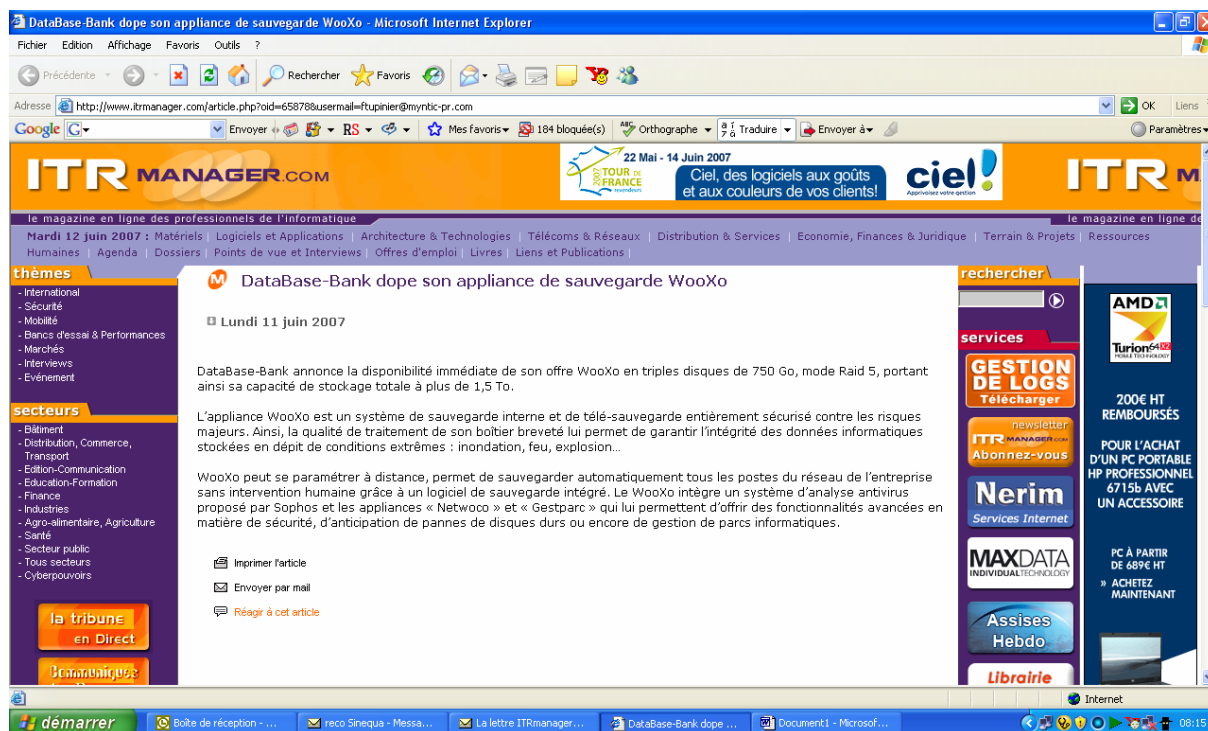 DataBase-Bank dope son appliance de sauvegarde WooXo - Microsoft Internet Explorer
Fichier Edition Affichage Favoris Outils ?
Précédente Rechercher Favoris
Adresse http://www.itrmanager.com/article.php?oid=65878&usermail=ftupinier@myntic-pr.com OK Liens
Google G Envoyer RS Mes favoris 184 bloquée(s) Orthographe Traduire Envoyer à Paramètres
ITR MANAGER.COM
22 Mai - 14 Juin 2007
TOUR DE FRANCE revendeurs
Ciel, des logiciels aux goûts
et aux couleurs de vos clients!
ciel!
Apprivoisez votre gestion
ITR M
le magazine en ligne des professionnels de l'informatique
le magazine en ligne de
Mardi 12 juin 2007 : Matériels | Logiciels et Applications | Architecture & Technologies | Télécoms & Réseaux | Distribution & Services | Economie, Finances & Juridique | Terrain & Projets | Ressources
Humaines | Agenda | Dossiers | Points de vue et Interviews | Offres d'emploi | Livres | Liens et Publications |
thèmes
- International
- Sécurité
- Mobilité
- Bancs d'essai & Performances
- Marchés
- Interviews
- Evénement
secteurs
- Bâtiment
- Distribution, Commerce,
Transport
- Edition-Communication
- Education-Formation
- Finance
- Industries
- Agro-alimentaire, Agriculture
- Santé
- Secteur public
- Tous secteurs
- Cyberpouvoirs
la tribune
en Direct
Communiqués
DataBase-Bank dope son appliance de sauvegarde WooXo
Lundi 11 juin 2007
DataBase-Bank annonce la disponibilité immédiate de son offre WooXo en triples disques de 750 Go, mode Raid 5, portant
ainsi sa capacité de stockage totale à plus de 1,5 To.
L'appliance WooXo est un système de sauvegarde interne et de télé-sauvegarde entièrement sécurisé contre les risques
majeurs. Ainsi, la qualité de traitement de son boîtier breveté lui permet de garantir l'intégrité des données informatiques
stockées en dépit de conditions extrêmes : inondation, feu, explosion...
WooXo peut se paramétrer à distance, permet de sauvegarder automatiquement tous les postes du réseau de l'entreprise
sans intervention humaine grâce à un logiciel de sauvegarde intégré. Le WooXo intègre un système d'analyse antivirus
proposé par Sophos et les appliances « Netwoco » et « Gestparc » qui lui permettent d'offrir des fonctionnalités avancées en
matière de sécurité, d'anticipation de pannes de disques durs ou encore de gestion de parcs informatiques.
Imprimer l'article
Envoyer par mail
Réagir à cet article
rechercher
services
GESTION
DE LOGS
Télécharger
newsletter
ITR MANAGER.COM
Abonnez-vous
Nerim
Services Internet
MAXDATA
INDIVIDUALTECHNOLOGY
Assises
Hebdo
Librairie
AMD
Turion 64 X2
MOBILE TECHNOLOGY
200€ HT
REMBOURSÉS
POUR L'ACHAT
D'UN PC PORTABLE
HP PROFESSIONNEL
6715b AVEC
UN ACCESSOIRE
PC À PARTIR
DE 689€ HT
» ACHETEZ
MAINTENANT
Internet
démarrer Boîte de réception - ... reco Sinequa - Messa... La lettre ITRmanager... DataBase-Bank dope ... Document1 - Microsof... 08:15